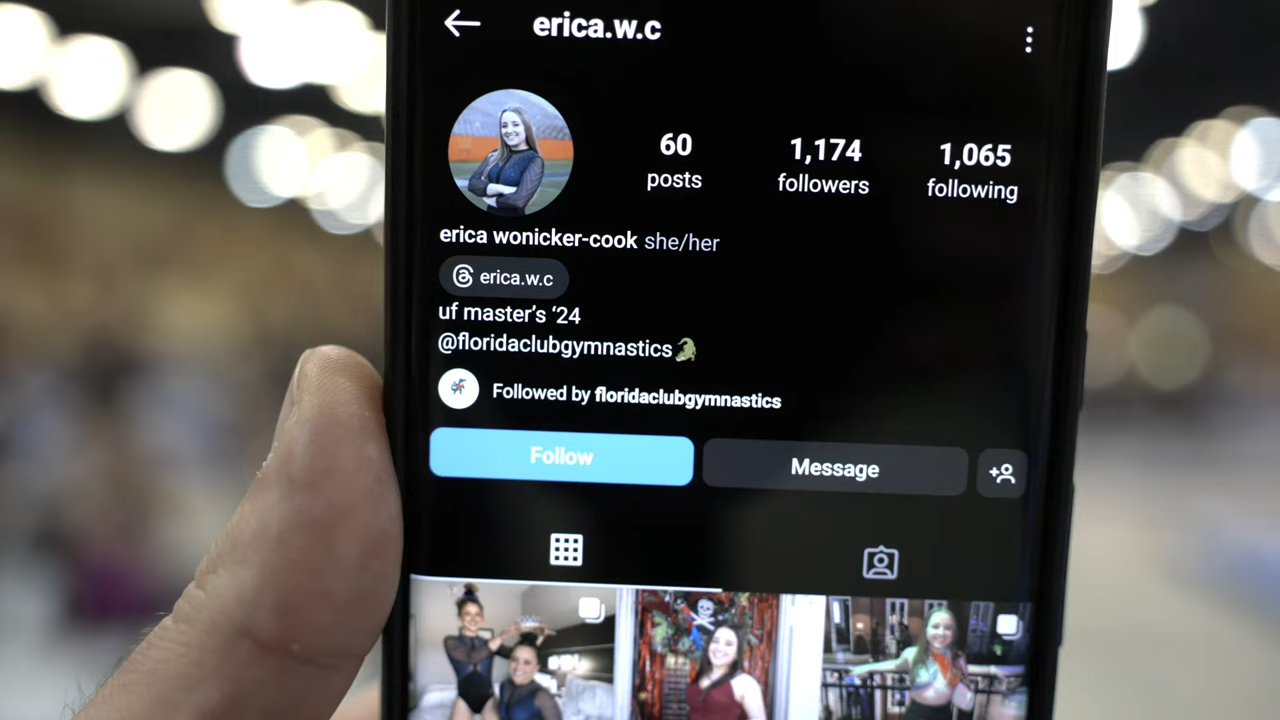 erica.w.c
60
posts
1,174
followers
1,065
following
erica wonicker-cook she/her
erica.w.c
uf master's ‘24
@floridaclubgymnastics🐊
Followed by floridaclubgymnastics
Follow
Message